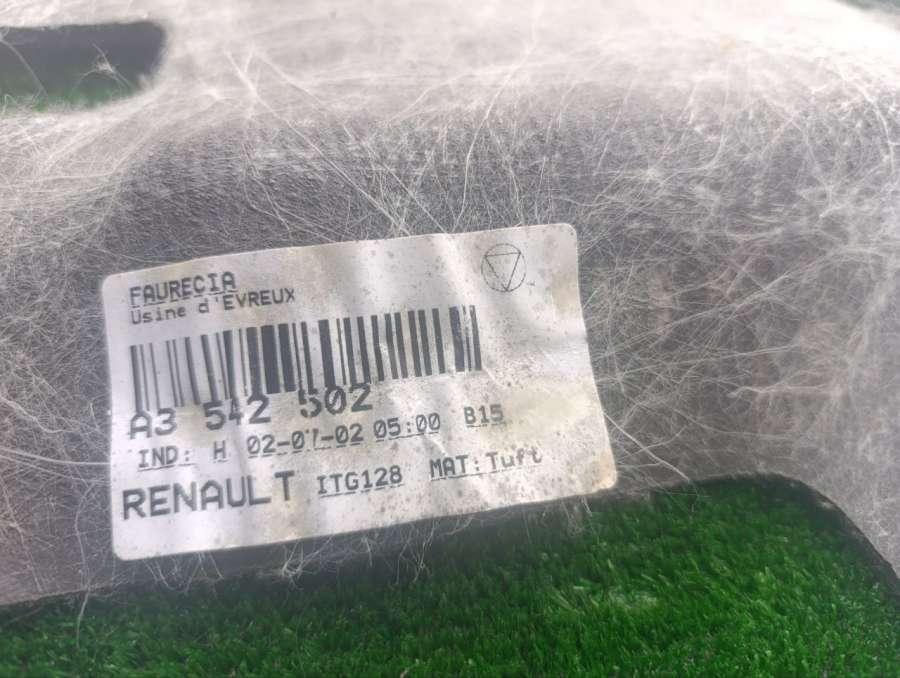 FAURECIA
Usine d'EVREUX
A3 542 502
IND: H 02-07-02 05:00 B15
RENAULT ITG128 MAT:Tuft